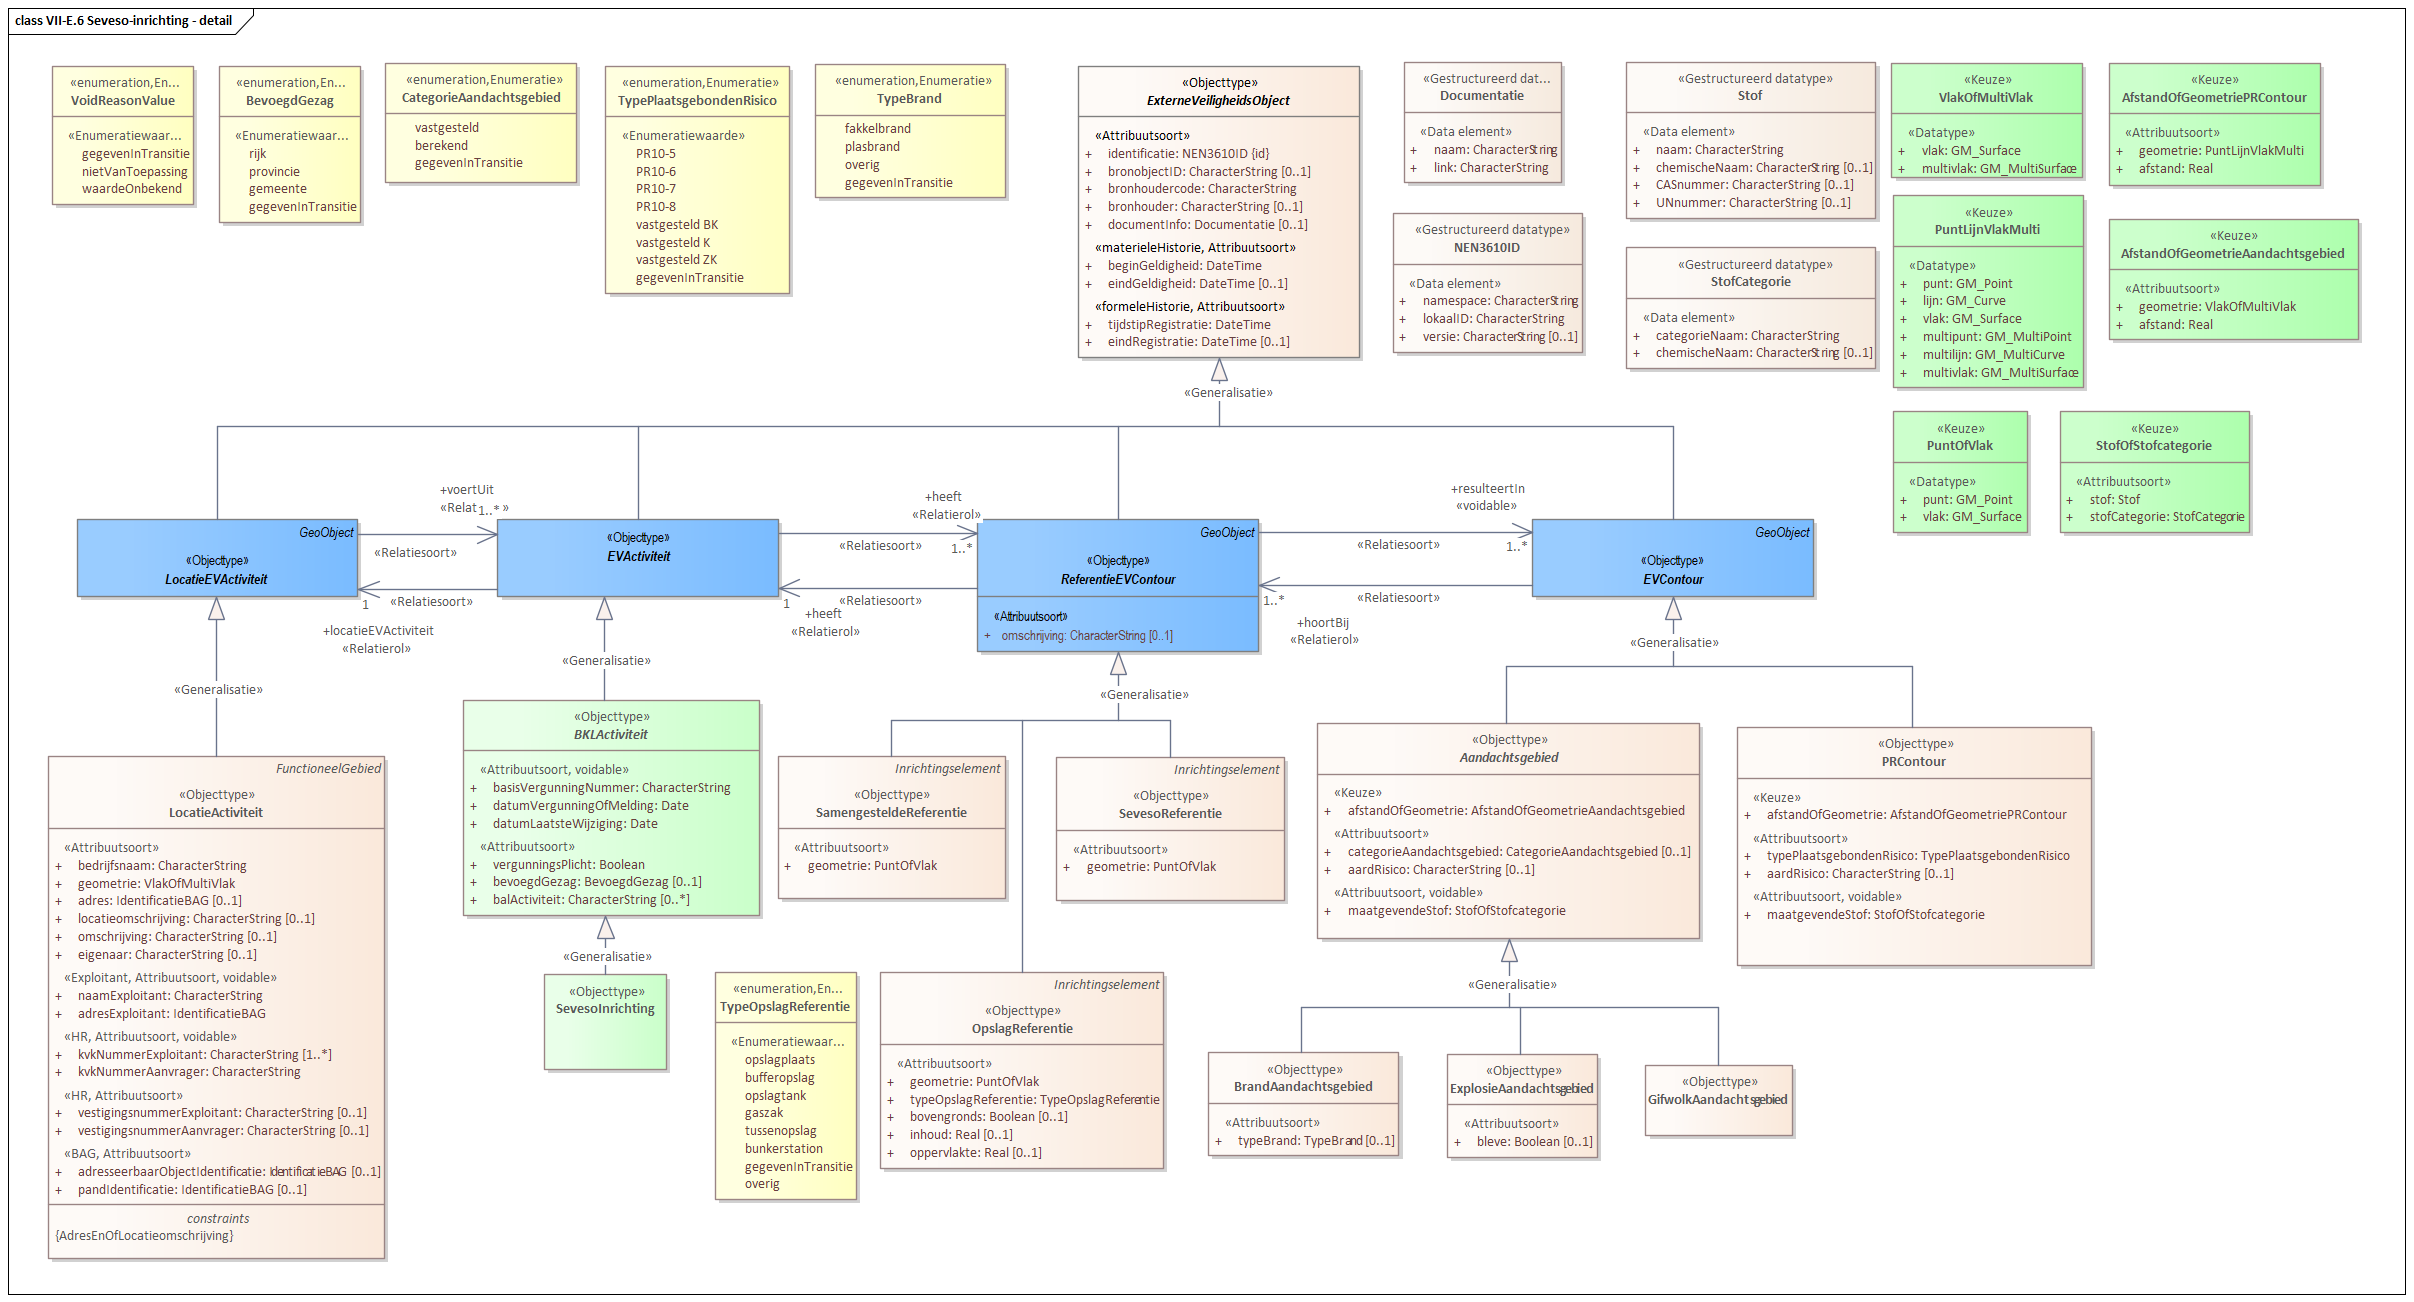 class VII-E.6 Seveso-inrichting - detail
«enumeration,En...
VoidReasonValue
«Enumeratiewaar...
gegevenInTransitie
nietVanToepassing
waardeOnbekend
«enumeration,En...
BevoegdGezag
«Enumeratiewaar...
rijk
provincie
gemeente
gegevenInTransitie
«enumeration,Enumeratie»
CategorieAandachtsgebied
vastgesteld
berekend
gegevenInTransitie
«enumeration,Enumeratie»
TypePlaatsgebondenRisico
«Enumeratiewaarde»
PR10-5
PR10-6
PR10-7
PR10-8
vastgesteld BK
vastgesteld K
vastgesteld ZK
gegevenInTransitie
«enumeration,Enumeratie»
TypeBrand
fakkelbrand
plasbrand
overig
gegevenInTransitie
«Objecttype»
ExterneVeiligheidsObject
«Attribuutsoort»
+ identificatie: NEN3610ID {id}
+ bronobjectID: CharacterString [0..1]
+ bronhoudercode: CharacterString
+ bronhouder: CharacterString [0..1]
+ documentInfo: Documentatie [0..1]
«materieleHistorie, Attribuutsoort»
+ beginGeldigheid: DateTime
+ eindGeldigheid: DateTime [0..1]
«formeleHistorie, Attribuutsoort»
+ tijdstipRegistratie: DateTime
+ eindRegistratie: DateTime [0..1]
«Gestructureerd dat...
Documentatie
«Data element»
+ naam: CharacterString
+ link: CharacterString
«Gestructureerd datatype»
NEN3610ID
«Data element»
+ namespace: CharacterString
+ lokaalID: CharacterString
+ versie: CharacterString [0..1]
«Gestructureerd datatype»
Stof
«Data element»
+ naam: CharacterString
+ chemischeNaam: CharacterString [0..1]
+ CASnummer: CharacterString [0..1]
+ UNnummer: CharacterString [0..1]
«Gestructureerd datatype»
StofCategorie
«Data element»
+ categorieNaam: CharacterString
+ chemischeNaam: CharacterString [0..1]
«Keuze»
VlakOfMultiVlak
«Datatype»
+ vlak: GM_Surface
+ multivlak: GM_MultiSurface
«Keuze»
PuntLijnVlakMulti
«Datatype»
+ punt: GM_Point
+ lijn: GM_Curve
+ vlak: GM_Surface
+ multipunt: GM_MultiPoint
+ multilijn: GM_MultiCurve
+ multivlak: GM_MultiSurface
«Keuze»
AfstandOfGeometriePRContour
«Attribuutsoort»
+ geometrie: PuntLijnVlakMulti
+ afstand: Real
«Keuze»
AfstandOfGeometrieAandachtsgebied
«Attribuutsoort»
+ geometrie: VlakOfMultiVlak
+ afstand: Real
«Keuze»
PuntOfVlak
«Datatype»
+ punt: GM_Point
+ vlak: GM_Surface
«Keuze»
StofOfStofcategorie
«Attribuutsoort»
+ stof: Stof
+ stofCategorie: StofCategorie
«Generalisatie»
GeoObject
«Objecttype»
LocatieEVActiviteit
+voertUit
«Relat 1..* »
«Relatiesoort»
1
«Relatiesoort»
+locatieEVActiviteit
«Relatierol»
«Objecttype»
EVActiviteit
+heeft
«Relatierol»
«Relatiesoort»
1..*
1
«Relatiesoort»
+heeft
«Relatierol»
GeoObject
«Objecttype»
ReferentieEVContour
«Attribuutsoort»
+ omschrijving: CharacterString [0..1]
+resulteertIn
«voidable»
«Relatiesoort»
1..*
1..*
«Relatiesoort»
+hoortBij
«Relatierol»
GeoObject
«Objecttype»
EVContour
«Generalisatie»
«Generalisatie»
«Generalisatie»
«Generalisatie»
FunctioneelGebied
«Objecttype»
LocatieActiviteit
«Attribuutsoort»
+ bedrijfsnaam: CharacterString
+ geometrie: VlakOfMultiVlak
+ adres: IdentificatieBAG [0..1]
+ locatieomschrijving: CharacterString [0..1]
+ omschrijving: CharacterString [0..1]
+ eigenaar: CharacterString [0..1]
«Exploitant, Attribuutsoort, voidable»
+ naamExploitant: CharacterString
+ adresExploitant: IdentificatieBAG
«HR, Attribuutsoort, voidable»
+ kvkNummerExploitant: CharacterString [1..*]
+ kvkNummerAanvrager: CharacterString
«HR, Attribuutsoort»
+ vestigingsnummerExploitant: CharacterString [0..1]
+ vestigingsnummerAanvrager: CharacterString [0..1]
«BAG, Attribuutsoort»
+ adresseerbaarObjectIdentificatie: IdentificatieBAG [0..1]
+ pandIdentificatie: IdentificatieBAG [0..1]
constraints
{AdresEnOfLocatieomschrijving}
«Objecttype»
BKLActiviteit
«Attribuutsoort, voidable»
+ basisVergunningNummer: CharacterString
+ datumVergunningOfMelding: Date
+ datumLaatsteWijziging: Date
«Attribuutsoort»
+ vergunningsPlicht: Boolean
+ bevoegdGezag: BevoegdGezag [0..1]
+ balActiviteit: CharacterString [0..*]
«Generalisatie»
«Objecttype»
SevesoInrichting
Inrichtingselement
«Objecttype»
SamengesteldeReferentie
«Attribuutsoort»
+ geometrie: PuntOfVlak
Inrichtingselement
«Objecttype»
SevesoReferentie
«Attribuutsoort»
+ geometrie: PuntOfVlak
«enumeration,En...
TypeOpslagReferentie
«Enumeratiewaar...
opslagplaats
bufferopslag
opslagtank
gaszak
tussenopslag
bunkerstation
gegevenInTransitie
overig
Inrichtingselement
«Objecttype»
OpslagReferentie
«Attribuutsoort»
+ geometrie: PuntOfVlak
+ typeOpslagReferentie: TypeOpslagReferentie
+ bovengronds: Boolean [0..1]
+ inhoud: Real [0..1]
+ oppervlakte: Real [0..1]
«Objecttype»
Aandachtsgebied
«Keuze»
+ afstandOfGeometrie: AfstandOfGeometrieAandachtsgebied
«Attribuutsoort»
+ categorieAandachtsgebied: CategorieAandachtsgebied [0..1]
+ aardRisico: CharacterString [0..1]
«Attribuutsoort, voidable»
+ maatgevendeStof: StofOfStofcategorie
«Objecttype»
PRContour
«Keuze»
+ afstandOfGeometrie: AfstandOfGeometriePRContour
«Attribuutsoort»
+ typePlaatsgebondenRisico: TypePlaatsgebondenRisico
+ aardRisico: CharacterString [0..1]
«Attribuutsoort, voidable»
+ maatgevendeStof: StofOfStofcategorie
«Generalisatie»
«Objecttype»
BrandAandachtsgebied
«Attribuutsoort»
+ typeBrand: TypeBrand [0..1]
«Objecttype»
ExplosieAandachtsgebied
«Attribuutsoort»
+ bleve: Boolean [0..1]
«Objecttype»
GifwolkAandachtsgebied